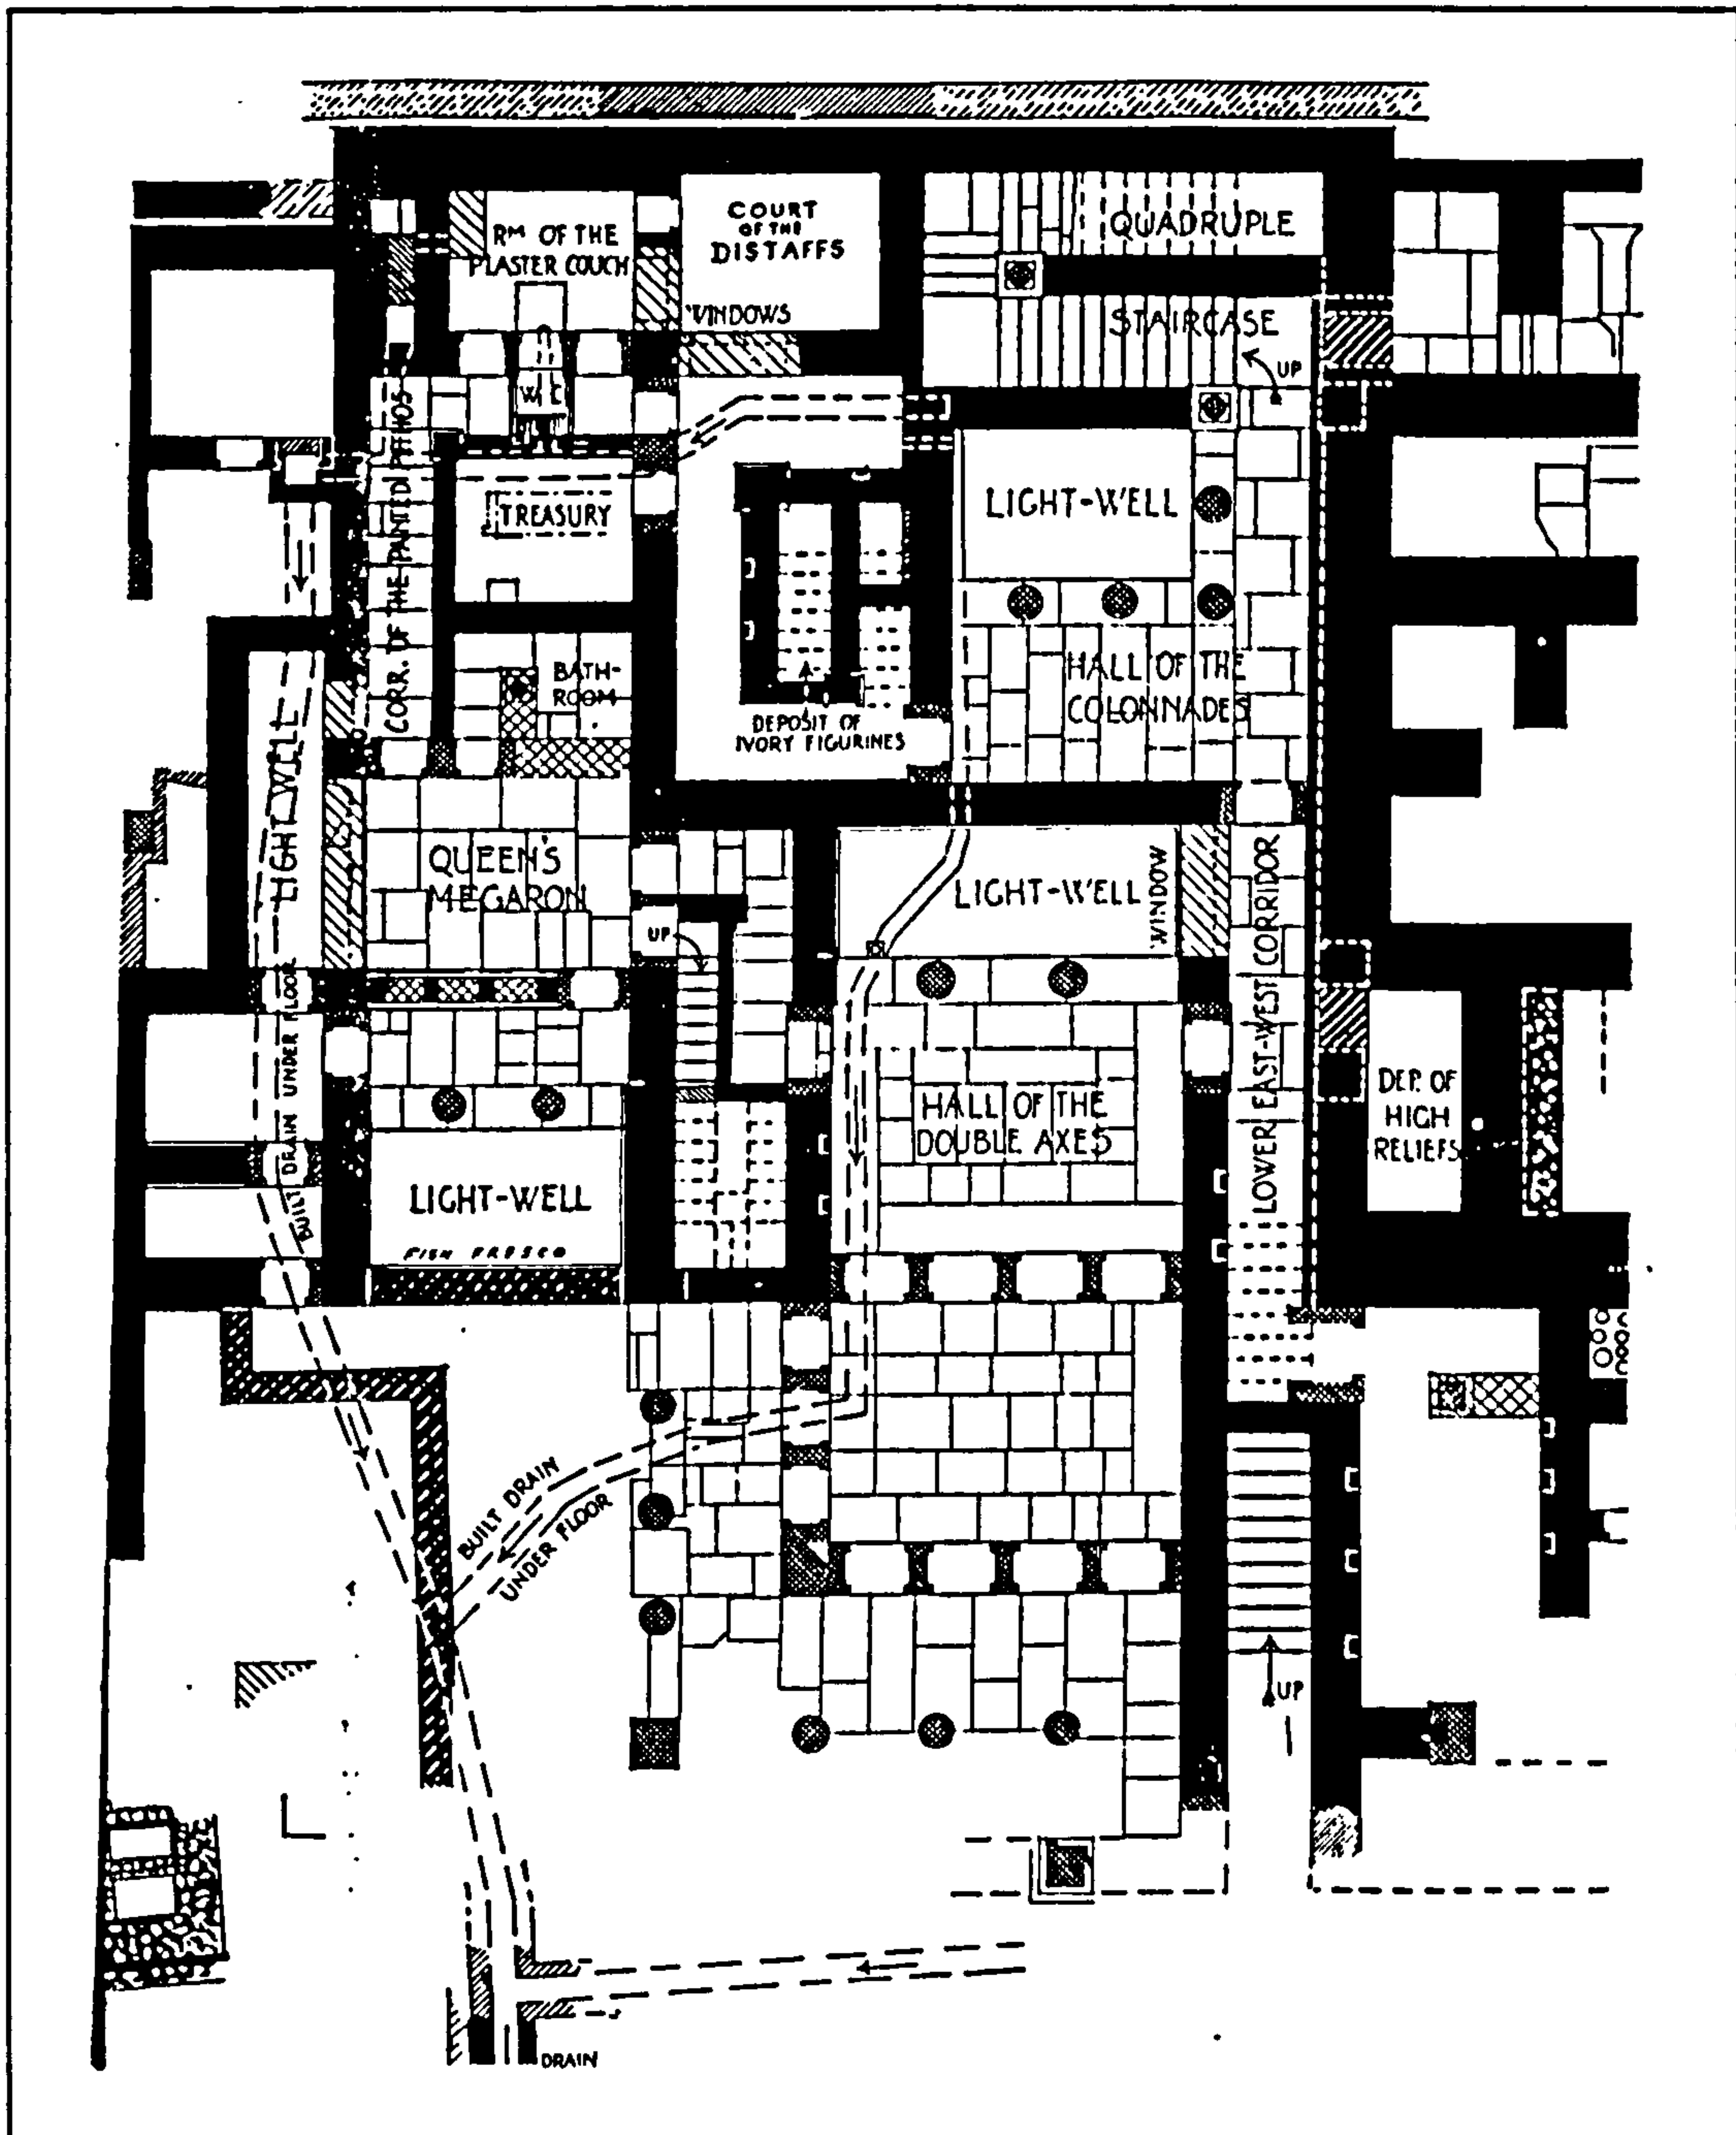 RM OF THE
PLASTER COUCH
COURT
OF THE
DISTAFFS
WINDOWS
QUADRUPLE
STAIRCASE
UP
W C
CORR. OF THE PAINTED PITHOS
TREASURY
LIGHT-WELL
BATH-
ROOM
HALL OF THE
COLONNADES
DEPOSIT OF
IVORY FIGURINES
LIGHT WELL
QUEEN'S
MEGARON
UP
LIGHT-WELL
WINDOW
LOWER EAST-WEST CORRIDOR
BUILT DRAIN UNDER FLOOR
HALL OF THE
DOUBLE AXES
DEP. OF
HIGH
RELIEFS
LIGHT-WELL
FISH FRESCO
BUILT DRAIN
UNDER FLOOR
UP
DRAIN